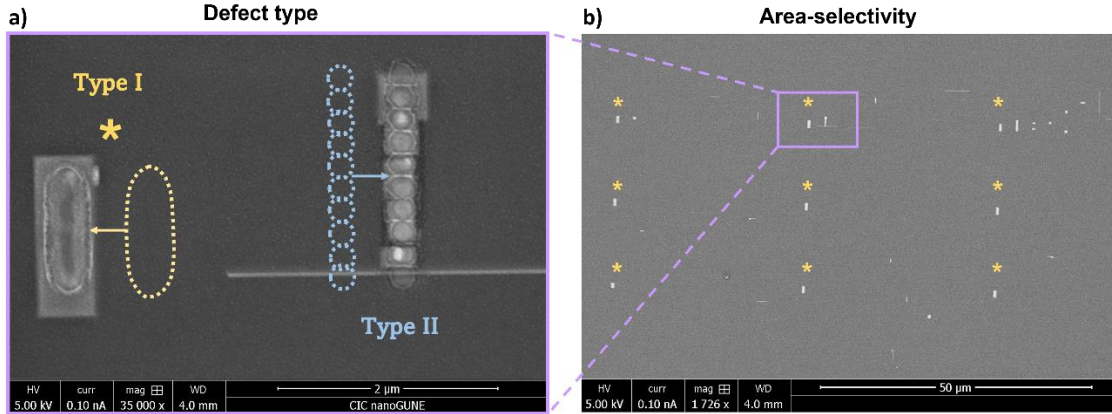 a)
Defect type
Type I
*
Type II
HV
curr
mag
WD
2 µm
5.00 kV
0.10 nA
35 000 x
4.0 mm
CIC nanoGUNE
b)
Area-selectivity
*
*
*
*
*
*
*
*
*
HV
curr
mag
WD
50 µm
5.00 kV
0.10 nA
1 726 x
4.0 mm
CIC nanoGUNE